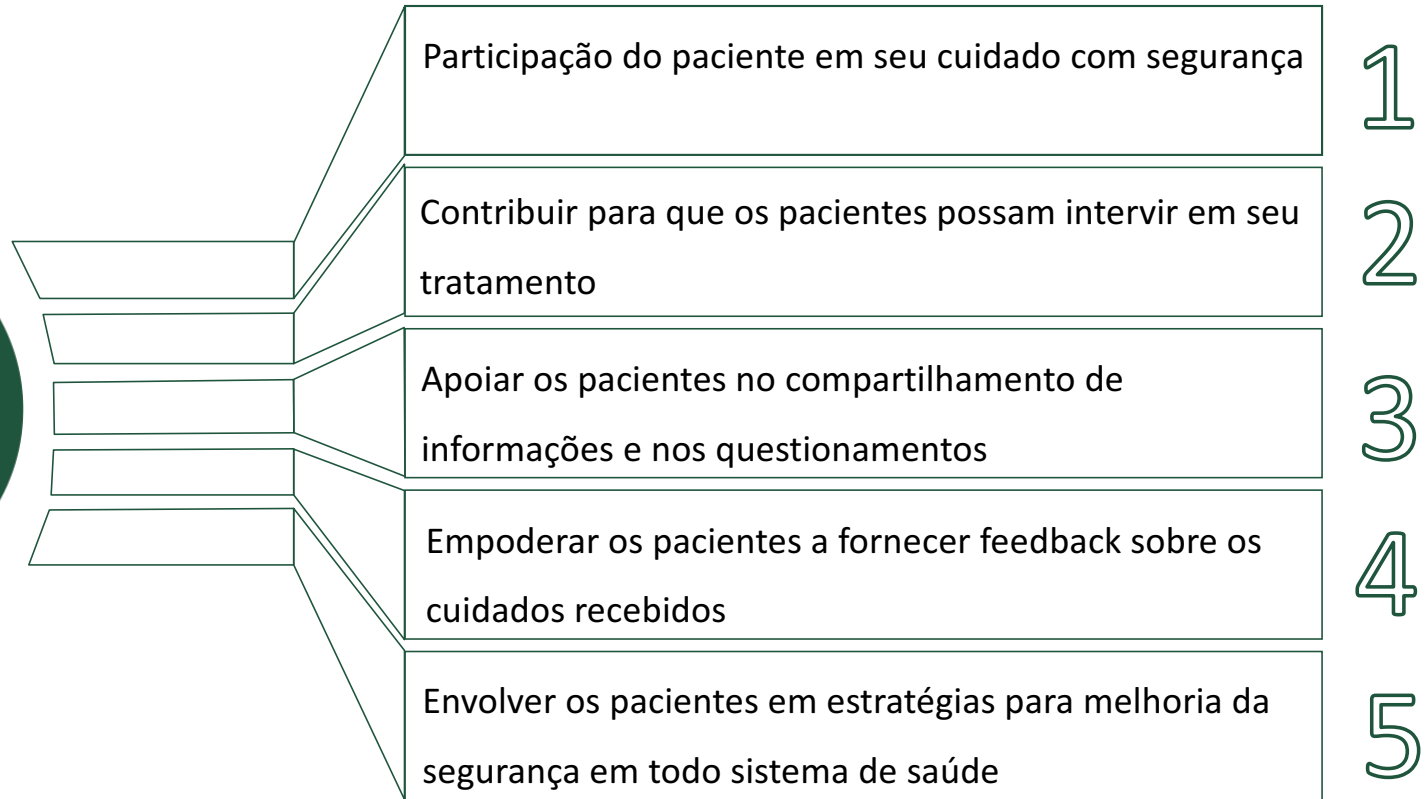 Participação do paciente em seu cuidado com segurança
1
Contribuir para que os pacientes possam intervir em seu
tratamento
2
Apoiar os pacientes no compartilhamento de
informações e nos questionamentos
3
Empoderar os pacientes a fornecer feedback sobre os
cuidados recebidos
4
Envolver os pacientes em estratégias para melhoria da
segurança em todo sistema de saúde
5